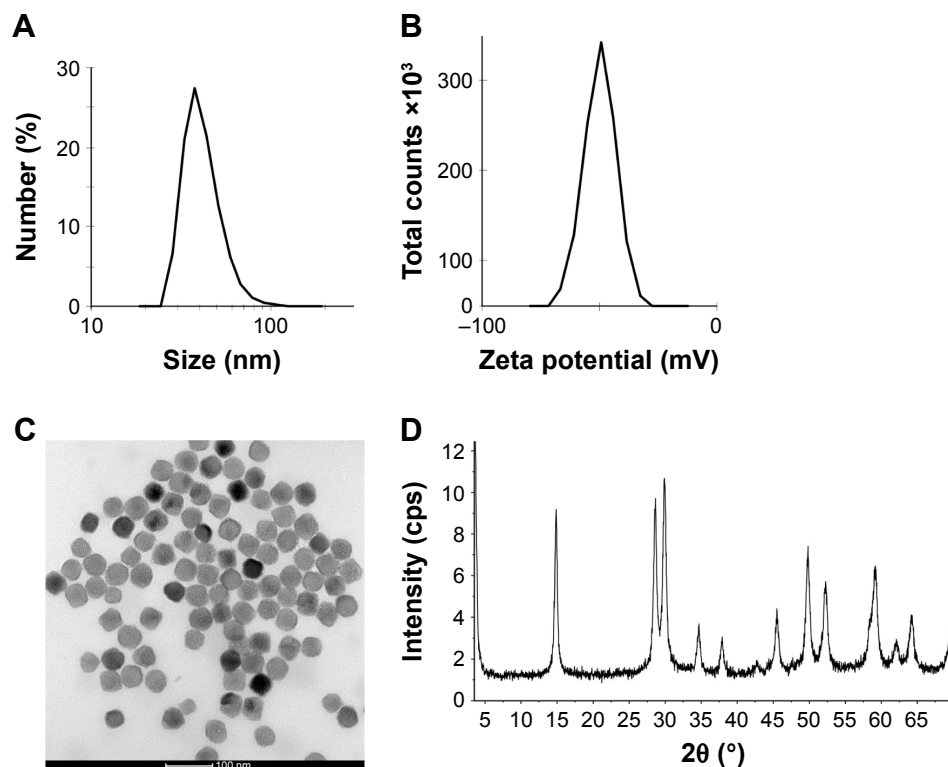 A
Number (%)
30
20
10
0
10
100
Size (nm)
B
Total counts ×10³
300
200
100
0
–100
0
Zeta potential (mV)
C
100 nm
D
Intensity (cps)
12
10
8
6
4
2
0
5 10 15 20 25 30 35 40 45 50 55 60 65
2θ (°)